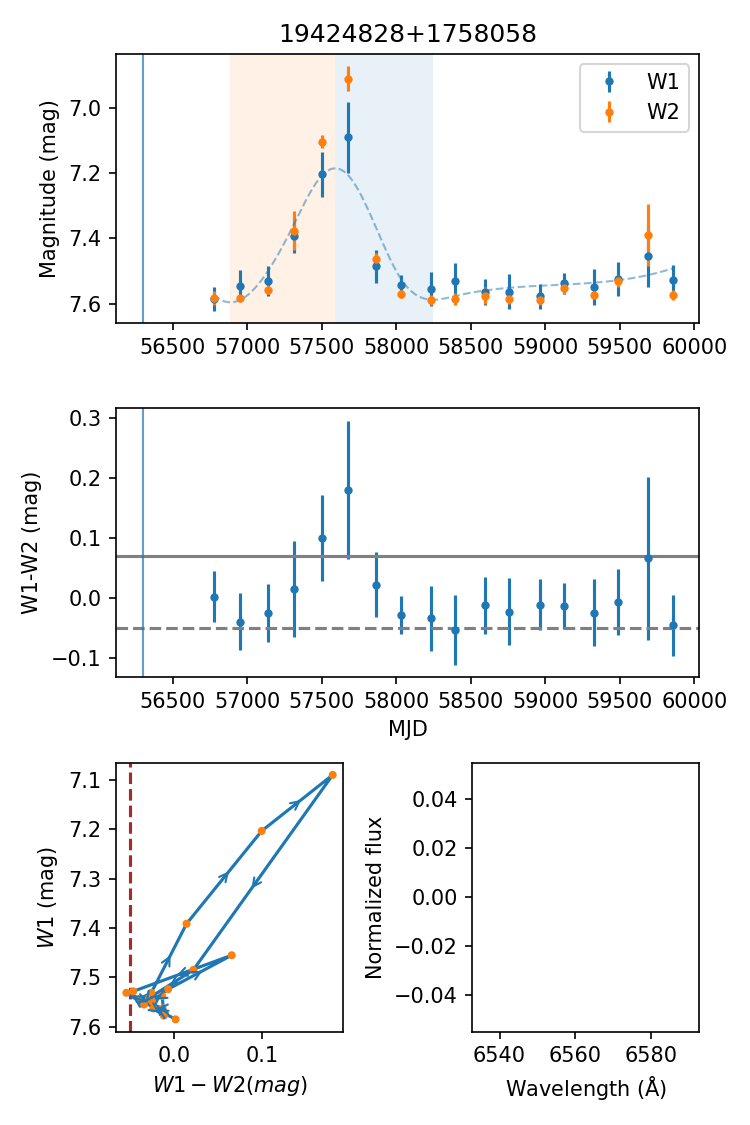 19424828+1758058
Magnitude (mag)
7.0
7.2
7.4
7.6
W1
W2
56500 57000 57500 58000 58500 59000 59500 60000
W1-W2 (mag)
0.3
0.2
0.1
0.0
−0.1
56500 57000 57500 58000 58500 59000 59500 60000
MJD
W1 (mag)
7.1
7.2
7.3
7.4
7.5
7.6
0.0 0.1
W1 − W2(mag)
Normalized flux
0.04
0.02
0.00
−0.02
−0.04
6540 6560 6580
Wavelength (Å)